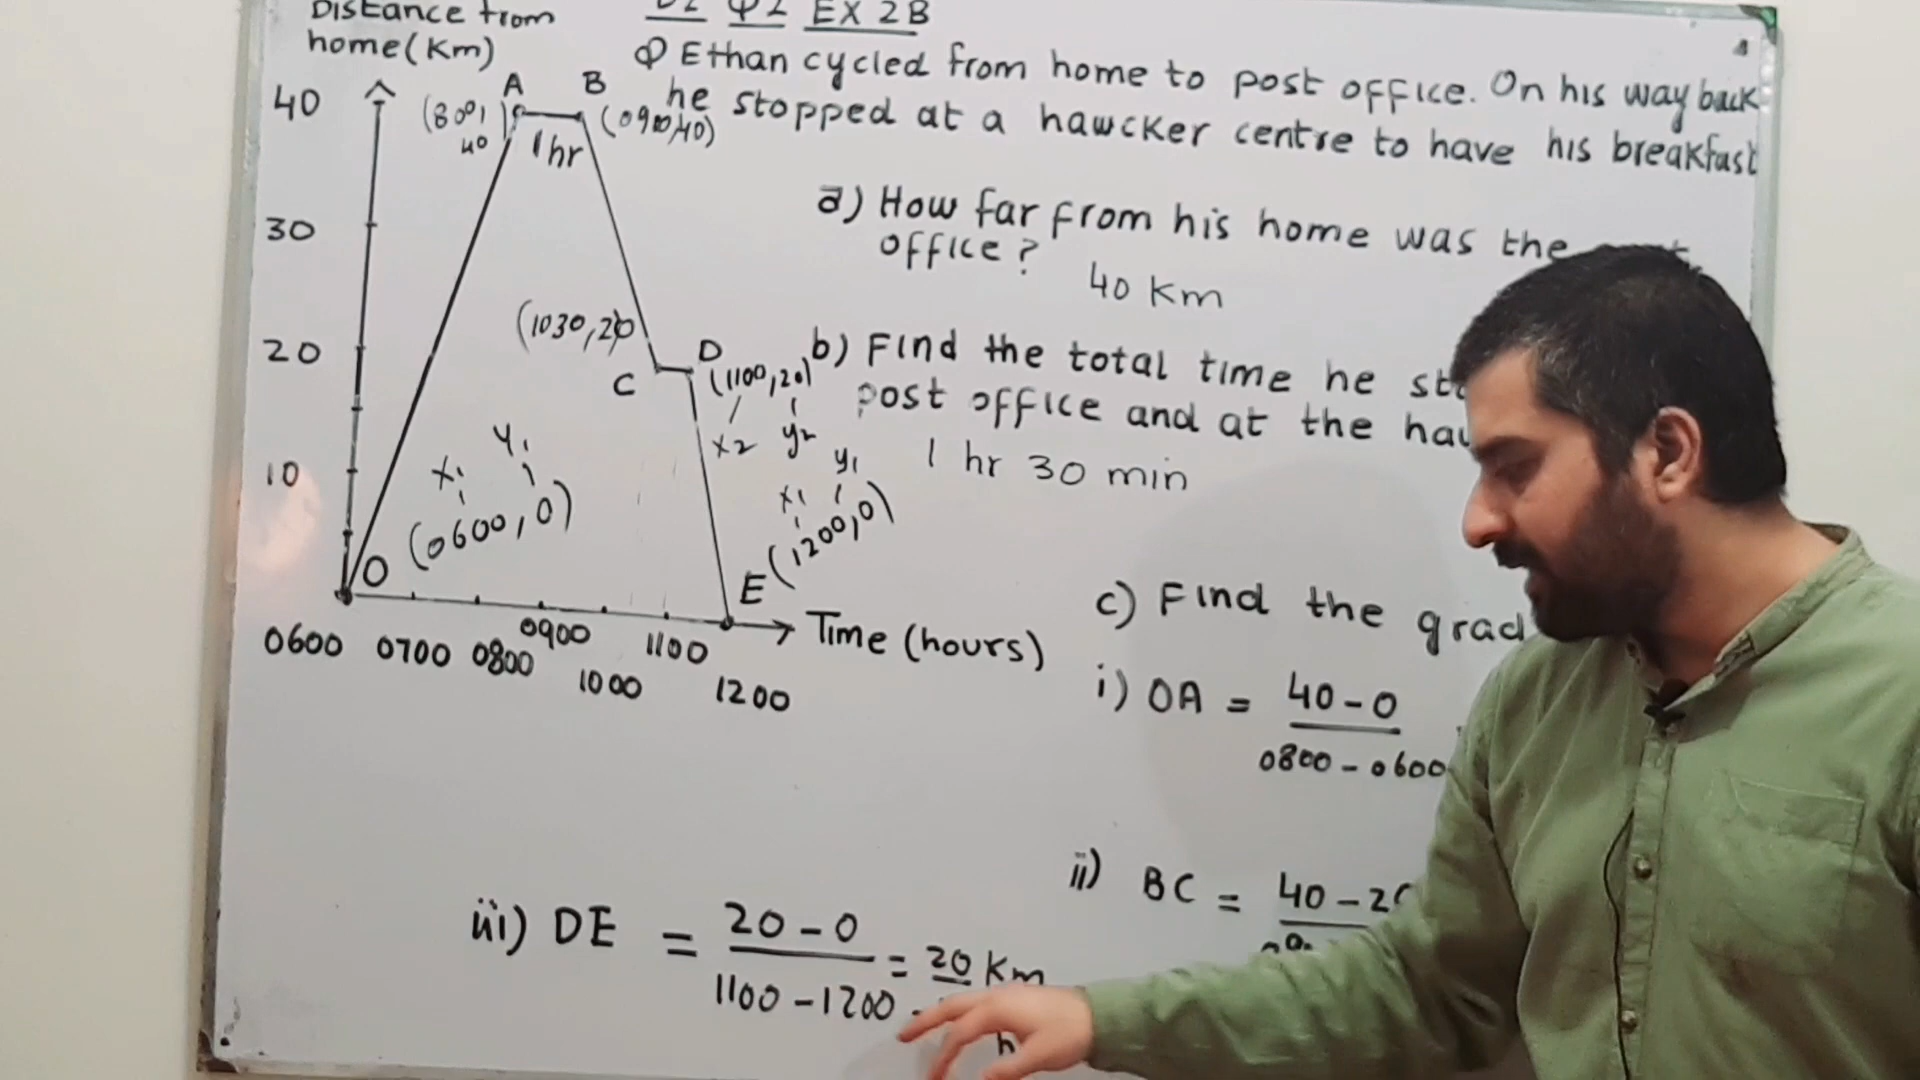 Distance from
home (Km)
EX 2B
Q Ethan cycled from home to post office. On his way back
he stopped at a hawcker centre to have his breakfast
a) How far from his home was the
office?
40 Km
b) Find the total time he
post office and at the
1 hr 30 min
c) Find the grad
i) OA = 40 - 0
0800 - 0600
ii) BC = 40 - 20
iii) DE = 20 - 0 = 20 Km
1100 - 1200 -
h
40
30
20
10
A
B
(800,
40
(0900,40)
1 hr
(1030,20)
C
D
(1100,20)
x2 y2
x1 y1
(0600,0)
x1 y1
(1200,0)
O
E
Time (hours)
0600 0700 0800 0900 1000 1100 1200